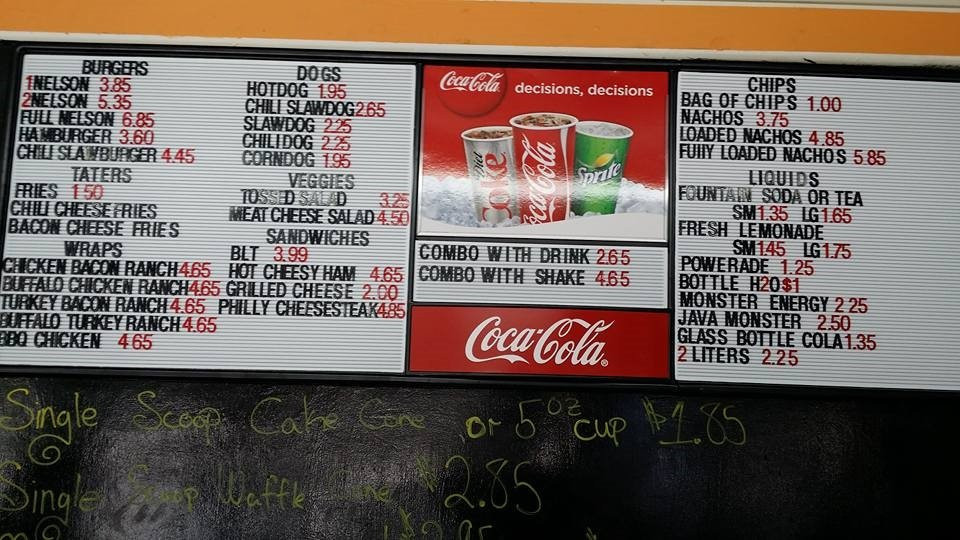 BURGERS
1NELSON 3.85
2NELSON 5.35
FULL NELSON 6.85
HAMBURGER 3.60
CHILI SLAWBURGER 4.45
TATERS
FRIES 1 50
CHILI CHEESE FRIES
BACON CHEESE FRIES
WRAPS
CHICKEN BACON RANCH 4.65
BUFFALO CHICKEN RANCH 4.65
TURKEY BACON RANCH 4.65
BUFFALO TURKEY RANCH 4.65
BBQ CHICKEN 4 65
DOGS
HOTDOG 1.95
CHILI SLAWDOG 2.65
SLAWDOG 2.25
CHILIDOG 2.25
CORNDOG 1.95
VEGGIES
TOSSED SALAD 3.25
MEAT CHEESE SALAD 4.50
SANDWICHES
BLT 3.99
HOT CHEESY HAM 4.65
GRILLED CHEESE 2.00
PHILLY CHEESESTEAK 4.85
Coca-Cola decisions, decisions
Diet Coke
Coca-Cola
Sprite
COMBO WITH DRINK 2.65
COMBO WITH SHAKE 4.65
Coca-Cola
CHIPS
BAG OF CHIPS 1.00
NACHOS 3.75
LOADED NACHOS 4.85
FUllY LOADED NACHOS 5 85
LIQUIDS
FOUNTAIN SODA OR TEA
SM 1.35 LG 1.65
FRESH LEMONADE
SM 1.45 LG 1.75
POWERADE 1.25
BOTTLE H2O $1
MONSTER ENERGY 2 25
JAVA MONSTER 2.50
GLASS BOTTLE COLA 1.35
2 LITERS 2.25
Single Scoop Cake Cone or 5oz cup $1.85
Single Scoop Waffle Cone $2.85